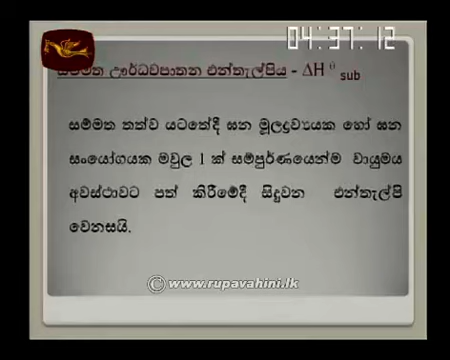 04:37:12
සම්මත ඌර්ධ්වපාතන එන්තැල්පිය - ΔH θ sub
සම්මත තත්ව යටතේදී ඝන මූලද්‍රව්‍යයක හෝ ඝන
සංයෝගයක මවුල 1 ක් සම්පුර්ණයෙන්ම වායුමය
අවස්ථාවට පත් කිරීමේදී සිදුවන එන්තැල්පි
වෙනසයි.
© www.rupavahini.lk